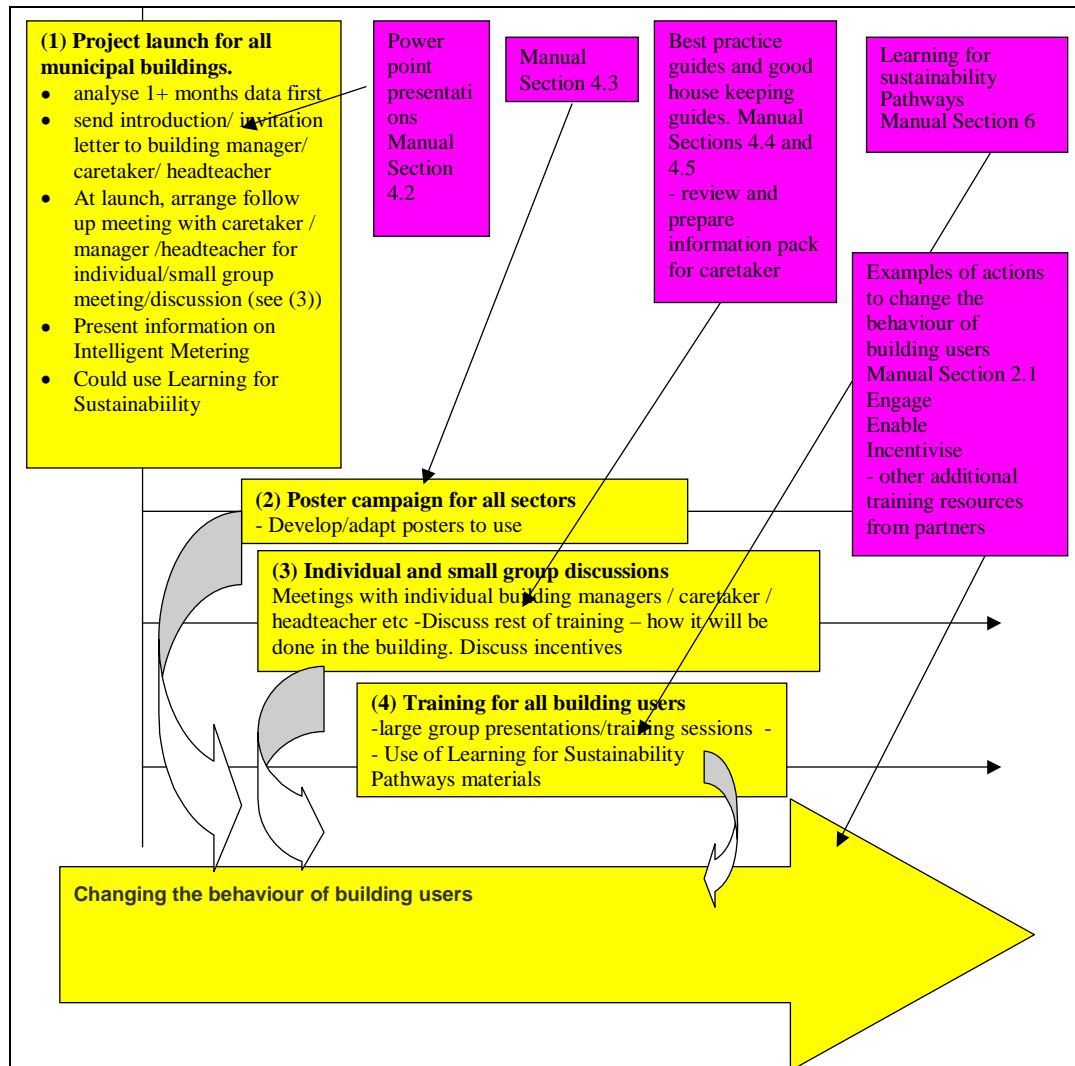 (1) Project launch for all
municipal buildings.
• analyse 1+ months data first
• send introduction/ invitation
letter to building manager/
caretaker/ headteacher
• At launch, arrange follow
up meeting with caretaker /
manager /headteacher for
individual/small group
meeting/discussion (see (3))
• Present information on
Intelligent Metering
• Could use Learning for
Sustainabiility
Power
point
presentati
ons
Manual
Section
4.2
Manual
Section 4.3
Best practice
guides and good
house keeping
guides. Manual
Sections 4.4 and
4.5
- review and
prepare
information pack
for caretaker
Learning for
sustainability
Pathways
Manual Section 6
Examples of actions
to change the
behaviour of
building users
Manual Section 2.1
Engage
Enable
Incentivise
- other additional
training resources
from partners
(2) Poster campaign for all sectors
- Develop/adapt posters to use
(3) Individual and small group discussions
Meetings with individual building managers / caretaker /
headteacher etc -Discuss rest of training – how it will be
done in the building. Discuss incentives
(4) Training for all building users
-large group presentations/training sessions -
- Use of Learning for Sustainability
Pathways materials
Changing the behaviour of building users